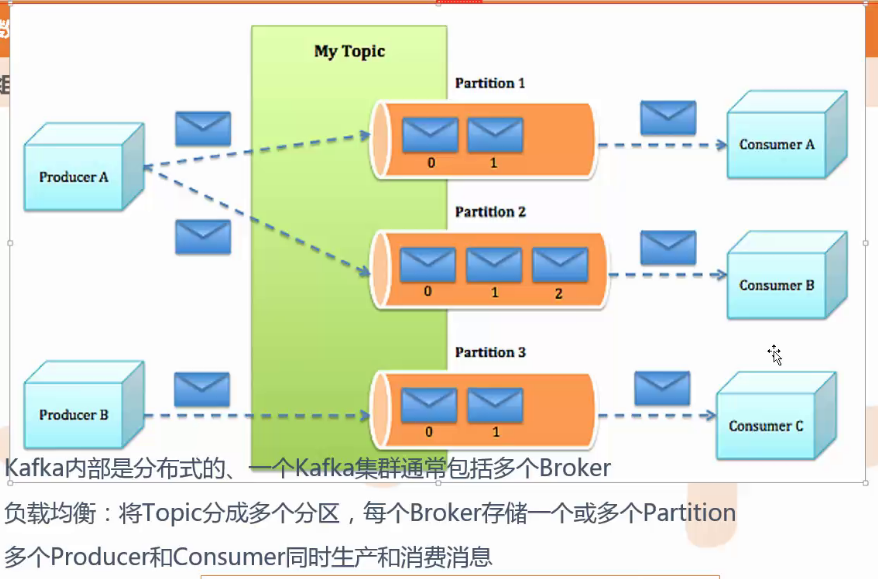 My Topic
Partition 1
0 1
Producer A
Consumer A
Partition 2
0 1 2
Consumer B
Partition 3
0 1
Producer B
Consumer C
Kafka内部是分布式的、一个Kafka集群通常包括多个Broker
负载均衡：将Topic分成多个分区，每个Broker存储一个或多个Partition
多个Producer和Consumer同时生产和消费消息